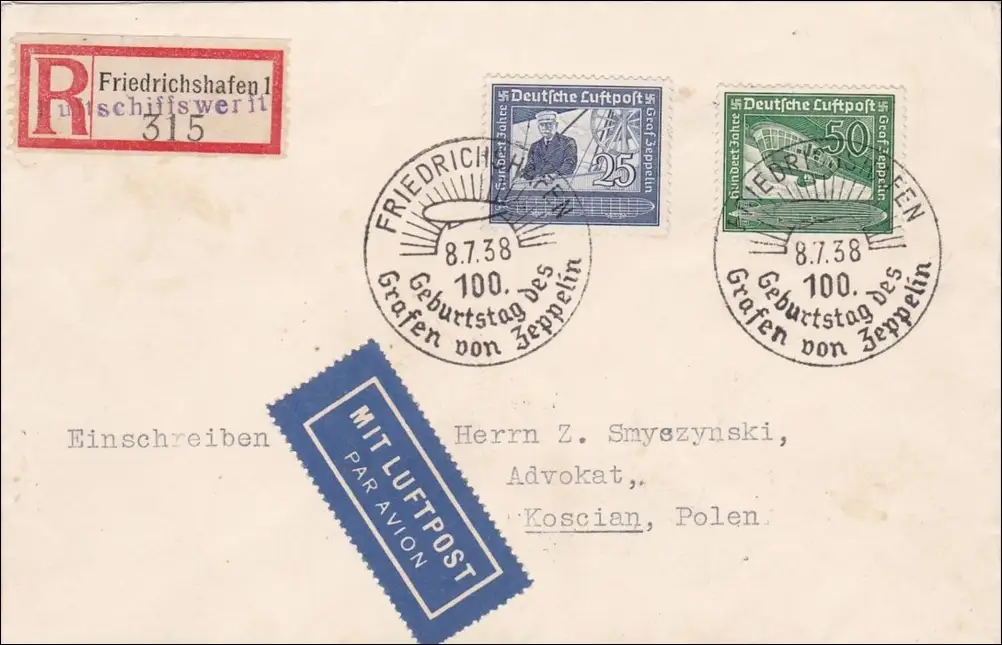 R
Friedrichshafen 1
Luftschiffswerft
315
Deutsche Luftpost
Hundert Jahre
Graf Zeppelin
25
Deutsche Luftpost
Hundert Jahre
Graf Zeppelin
50
FRIEDRICHSHAFEN
8.7.38
100.
Geburtstag des
Grafen von Zeppelin
FRIEDRICHSHAFEN
8.7.38
100.
Geburtstag des
Grafen von Zeppelin
MIT LUFTPOST
PAR AVION
Einschreiben
Herrn Z. Smyszynski,
Advokat,
Koscian, Polen